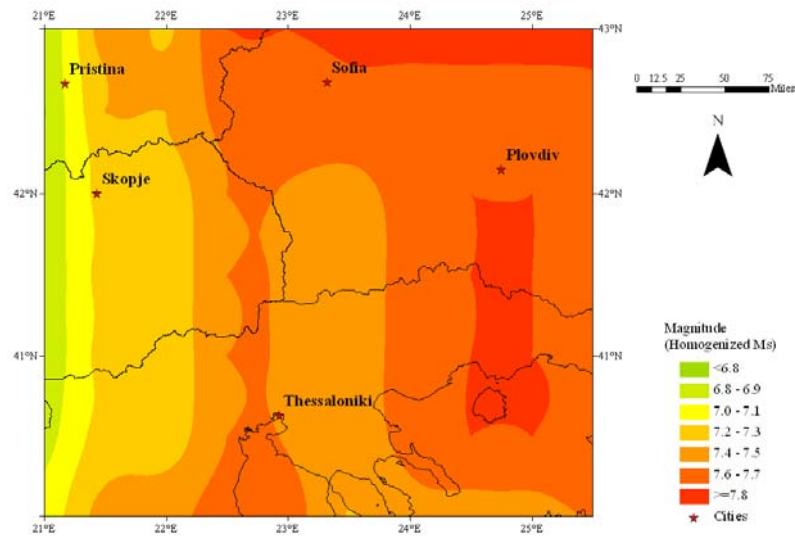 21°E 22°E 23°E 24°E 43°N
Pristina
Sofia
0 12.5 25 50 75
Miles
N
Plovdiv
Skopje
42°N 42°N
41°N 41°N
Thessaloniki
Magnitude
(Homogenized Ms)
<6.8
6.8 - 6.9
7.0 - 7.1
7.2 - 7.3
7.4 - 7.5
7.6 - 7.7
>=7.8
Cities
21°E 22°E 23°E 24°E 25°E